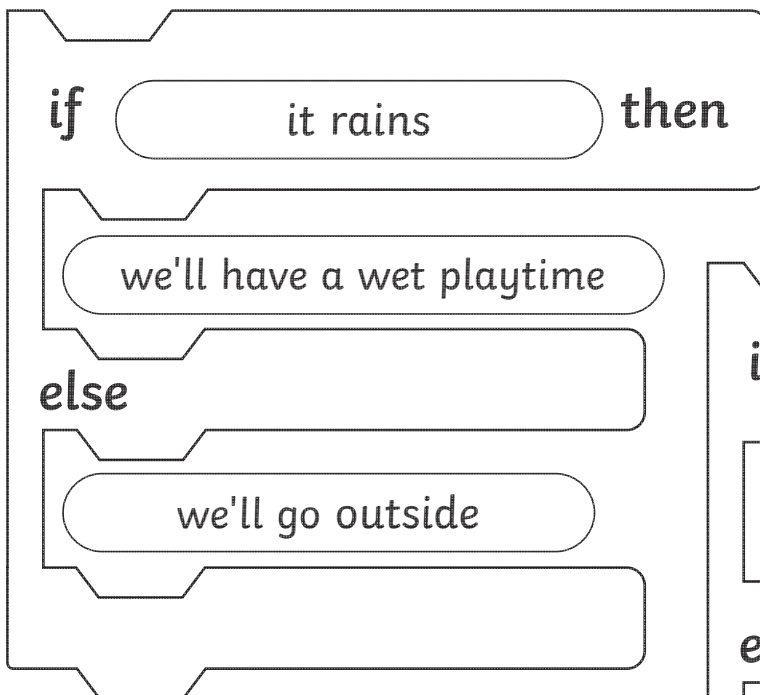 if it rains then
we'll have a wet playtime
else
we'll go outside